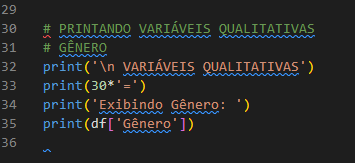 29
30 # PRINTANDO VARIÁVEIS QUALITATIVAS
31 # GÊNERO
32 print('\n VARIÁVEIS QUALITATIVAS')
33 print(30*'=')
34 print('Exibindo Gênero: ')
35 print(df['Gênero'])
36